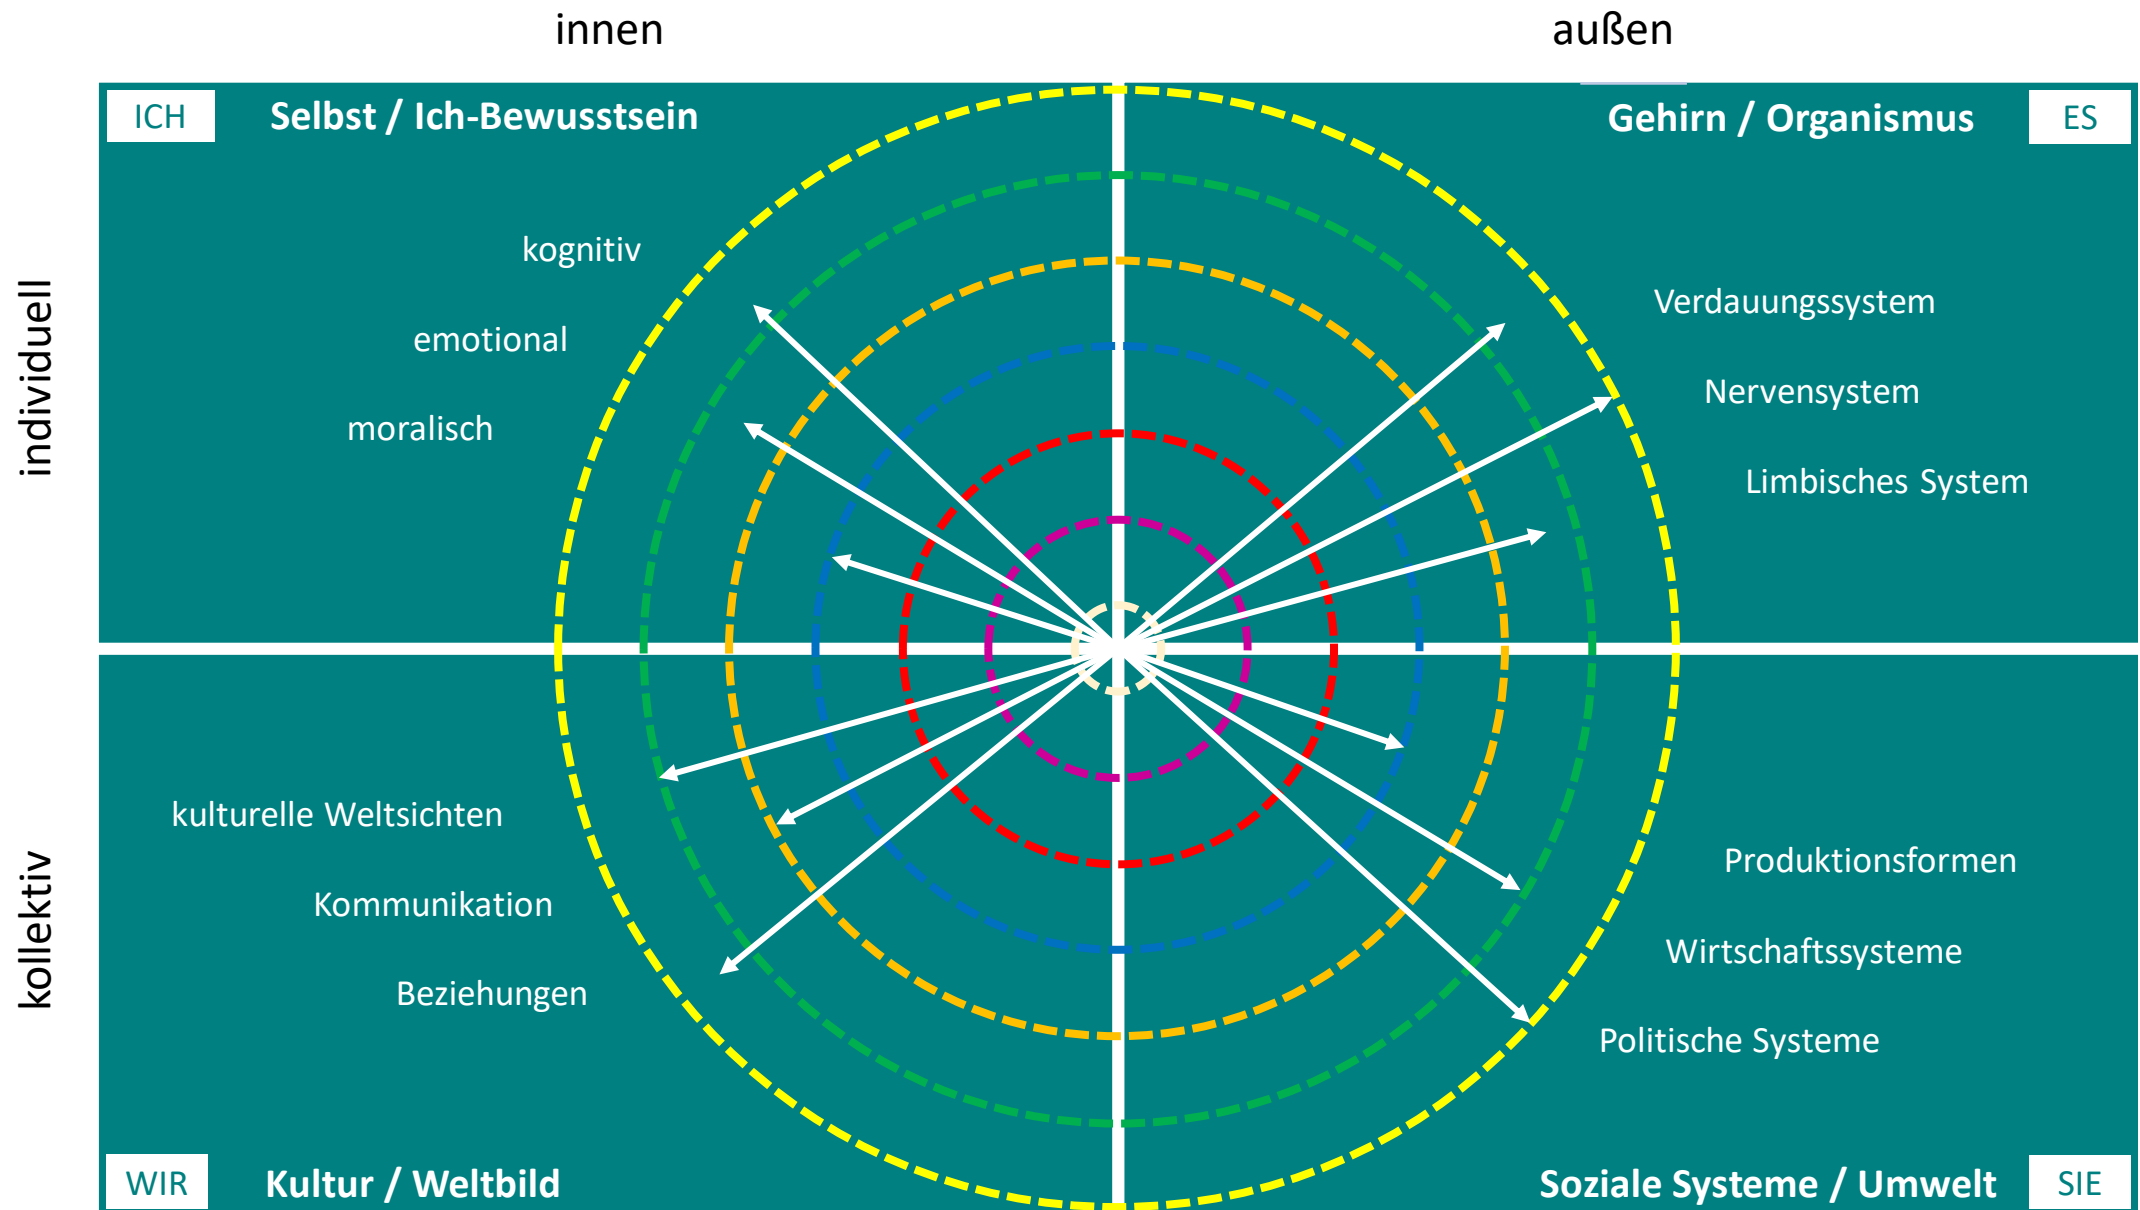 innen
außen
ICH
Selbst / Ich-Bewusstsein
Gehirn / Organismus
ES
individuell
kognitiv
emotional
moralisch
Verdauungssystem
Nervensystem
Limbisches System
kollektiv
kulturelle Weltsichten
Kommunikation
Beziehungen
Produktionsformen
Wirtschaftssysteme
Politische Systeme
WIR
Kultur / Weltbild
Soziale Systeme / Umwelt
SIE